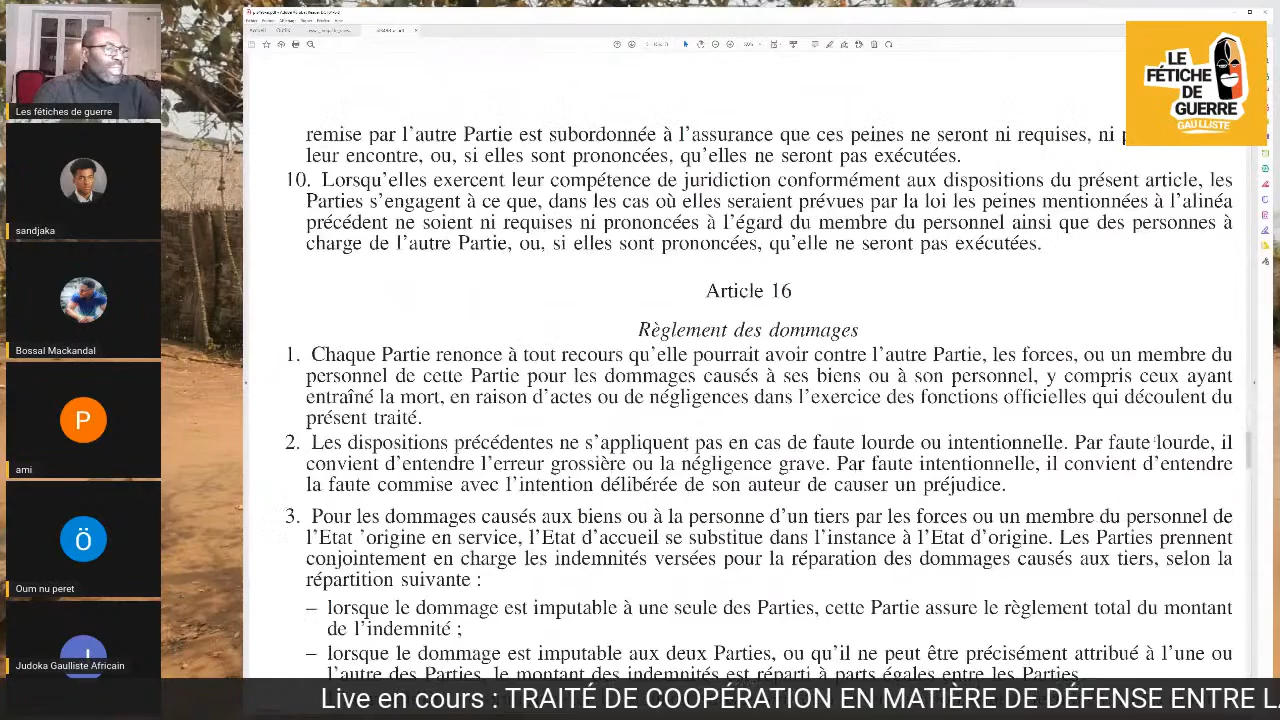 Les fétiches de guerre
sandjaka
Bossal Mackandal
P
ami
Ö
Oum nu peret
Judoka Gaulliste Africain
LE
FÉTICHE
DE
GUERRE
GAULLISTE
remise par l’autre Partie est subordonnée à l’assurance que ces peines ne seront ni requises, ni
leur encontre, ou, si elles sont prononcées, qu’elles ne seront pas exécutées.
10. Lorsqu’elles exercent leur compétence de juridiction conformément aux dispositions du présent article, les
Parties s’engagent à ce que, dans les cas où elles seraient prévues par la loi les peines mentionnées à l’alinéa
précédent ne soient ni requises ni prononcées à l’égard du membre du personnel ainsi que des personnes à
charge de l’autre Partie, ou, si elles sont prononcées, qu’elle ne seront pas exécutées.
Article 16
Règlement des dommages
1. Chaque Partie renonce à tout recours qu’elle pourrait avoir contre l’autre Partie, les forces, ou un membre du
personnel de cette Partie pour les dommages causés à ses biens ou à son personnel, y compris ceux ayant
entraîné la mort, en raison d’actes ou de négligences dans l’exercice des fonctions officielles qui découlent du
présent traité.
2. Les dispositions précédentes ne s’appliquent pas en cas de faute lourde ou intentionnelle. Par faute lourde, il
convient d’entendre l’erreur grossière ou la négligence grave. Par faute intentionnelle, il convient d’entendre
la faute commise avec l’intention délibérée de son auteur de causer un préjudice.
3. Pour les dommages causés aux biens ou à la personne d’un tiers par les forces ou un membre du personnel de
l’Etat ’origine en service, l’Etat d’accueil se substitue dans l’instance à l’Etat d’origine. Les Parties prennent
conjointement en charge les indemnités versées pour la réparation des dommages causés aux tiers, selon la
répartition suivante :
– lorsque le dommage est imputable à une seule des Parties, cette Partie assure le règlement total du montant
de l’indemnité ;
– lorsque le dommage est imputable aux deux Parties, ou qu’il ne peut être précisément attribué à l’une ou
l’autre des Parties, le montant des indemnités est réparti à parts égales entre les Parties.
Live en cours : TRAITÉ DE COOPÉRATION EN MATIÈRE DE DÉFENSE ENTRE